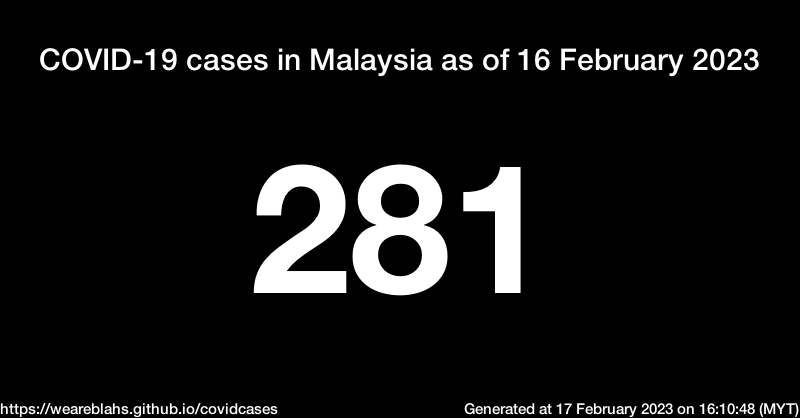 COVID-19 cases in Malaysia as of 16 February 2023
281
https://weareblahs.github.io/covidcases
Generated at 17 February 2023 on 16:10:48 (MYT)